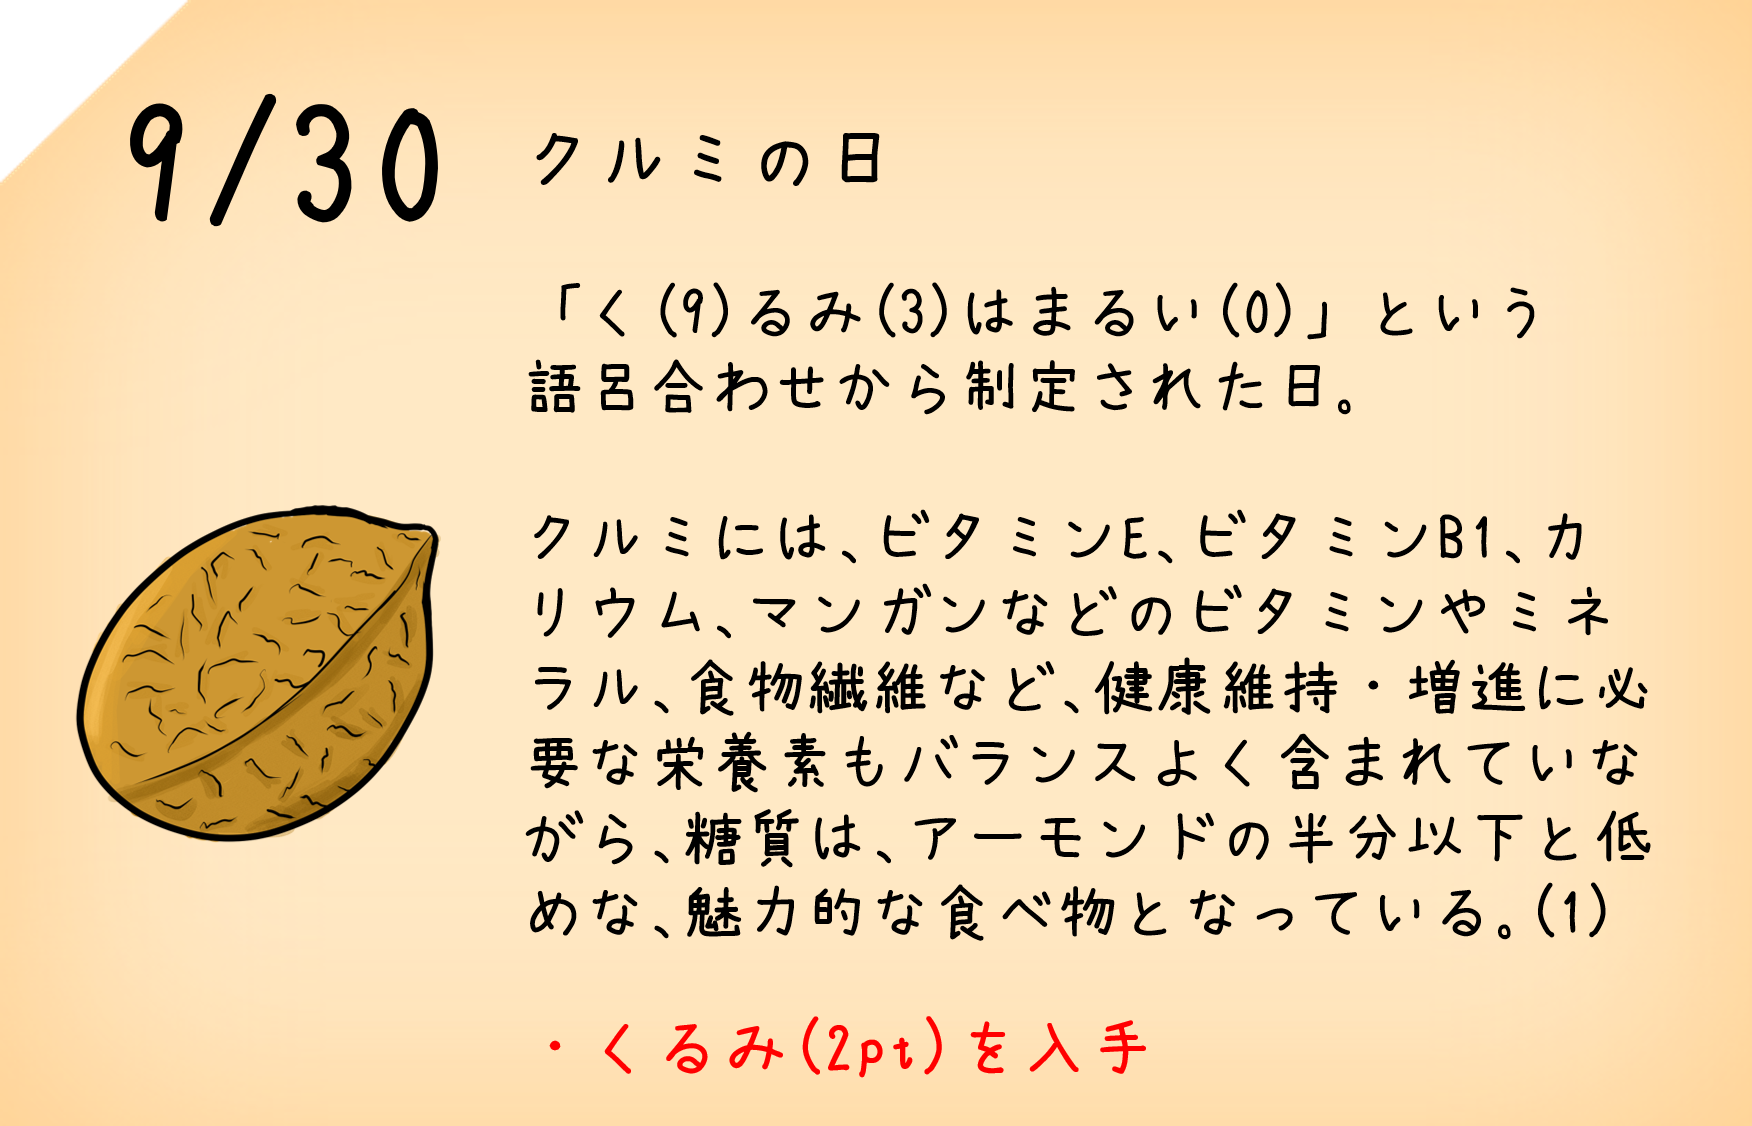 9/30 クルミの日
「く(9)るみ(3)はまるい(0)」という
語呂合わせから制定された日。
クルミには、ビタミンE、ビタミンB1、カ
リウム、マンガンなどのビタミンやミネ
ラル、食物繊維など、健康維持・増進に必
要な栄養素もバランスよく含まれていな
がら、糖質は、アーモンドの半分以下と低
めな、魅力的な食べ物となっている。(1)
・くるみ(2pt)を入手